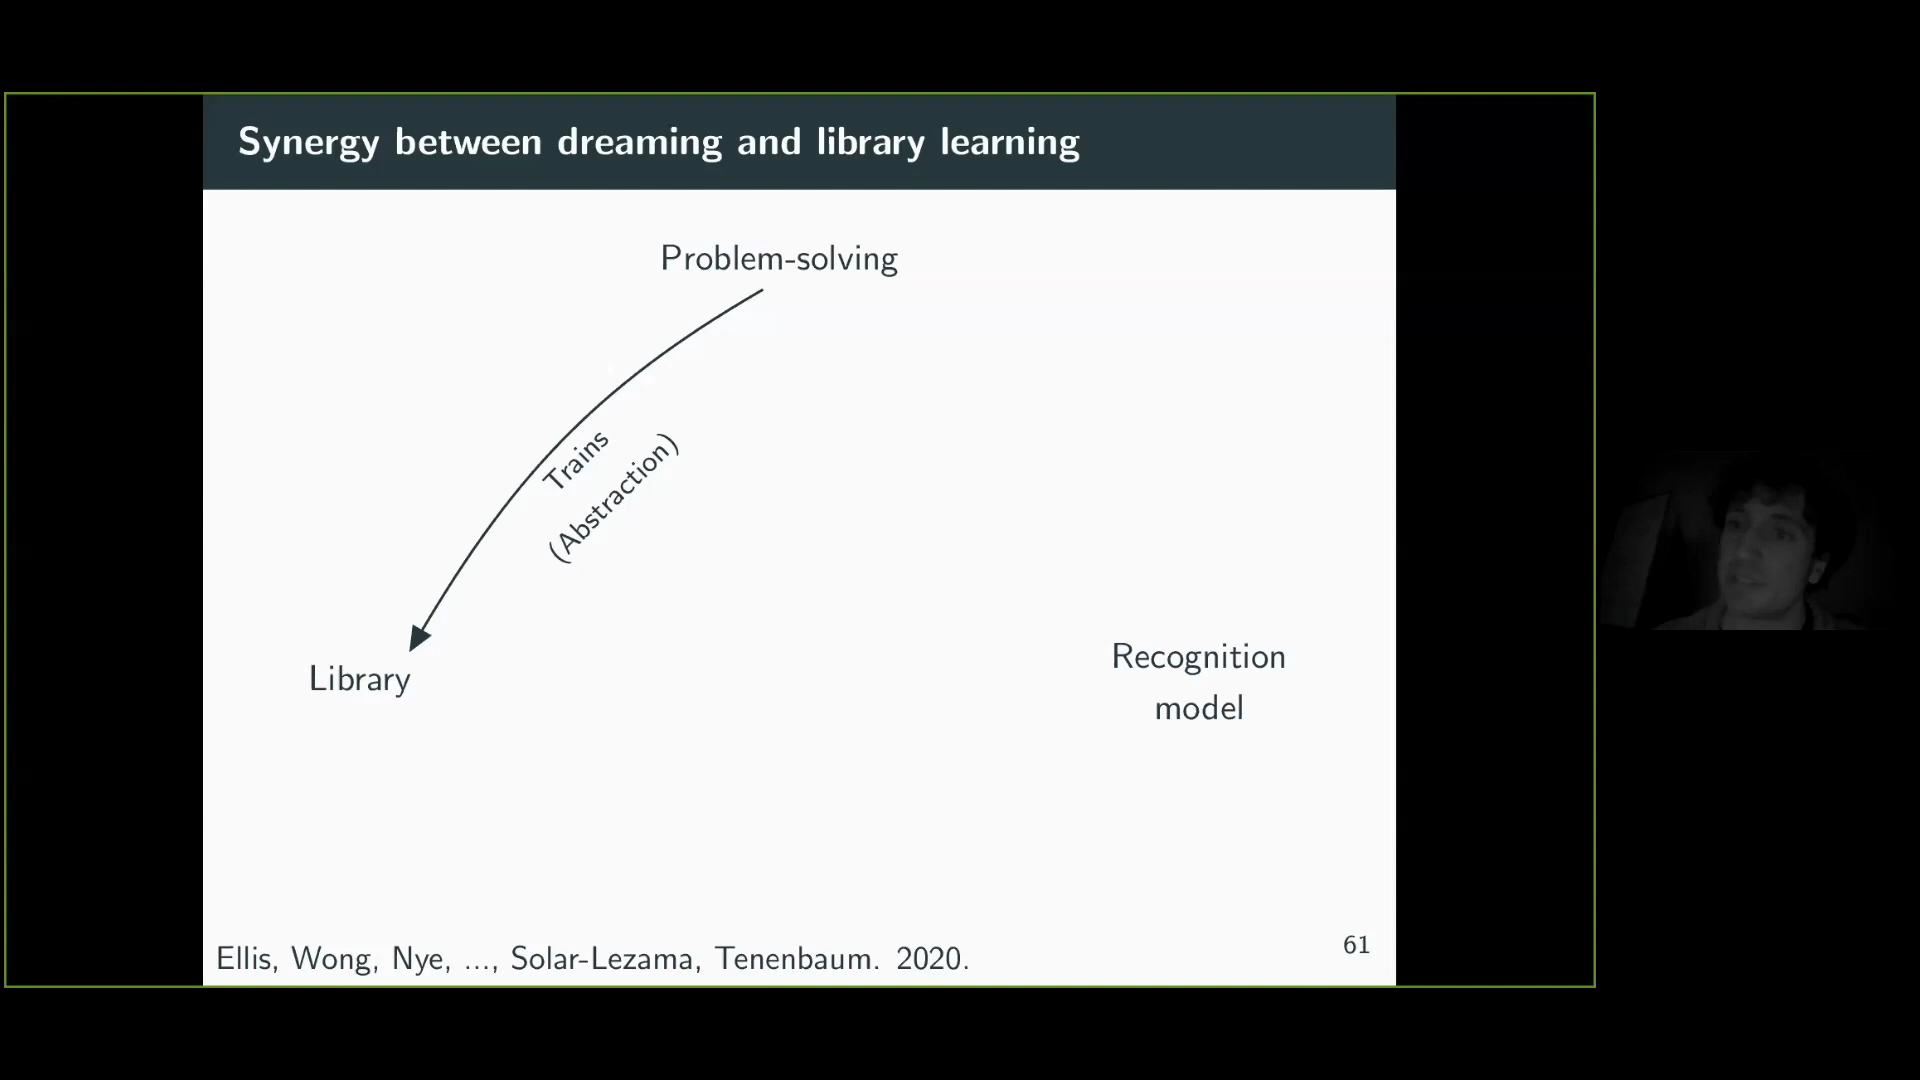 Synergy between dreaming and library learning
Problem-solving
Trains
(Abstraction)
Library
Recognition
model
Ellis, Wong, Nye, ..., Solar-Lezama, Tenenbaum. 2020.
61